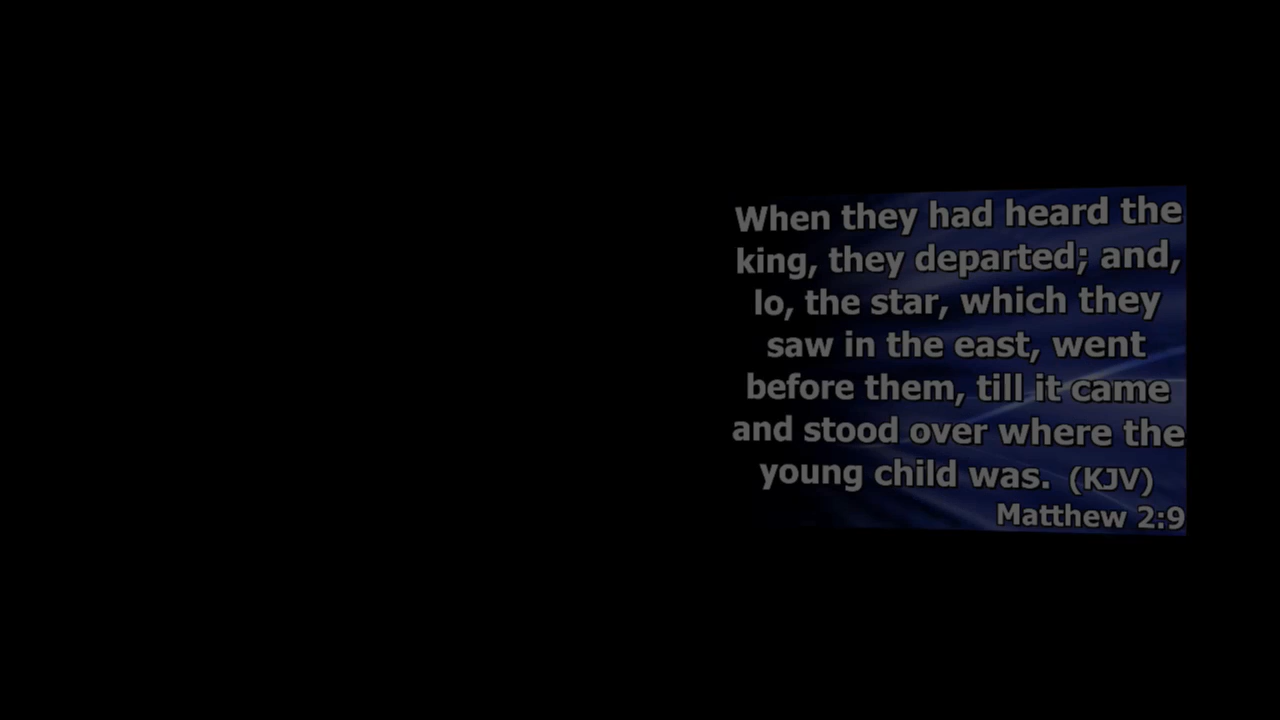 When they had heard the
king, they departed; and,
lo, the star, which they
saw in the east, went
before them, till it came
and stood over where the
young child was. (KJV)
Matthew 2:9